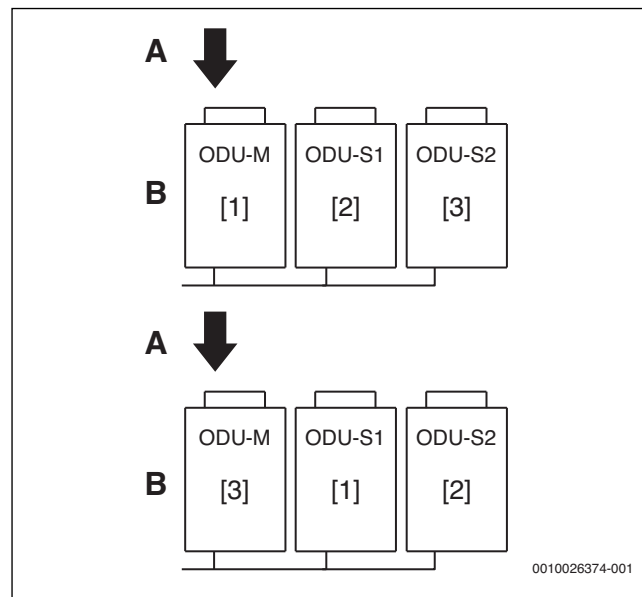 A
ODU-M ODU-S1 ODU-S2
B [1] [2] [3]
A
ODU-M ODU-S1 ODU-S2
B [3] [1] [2]
0010026374-001